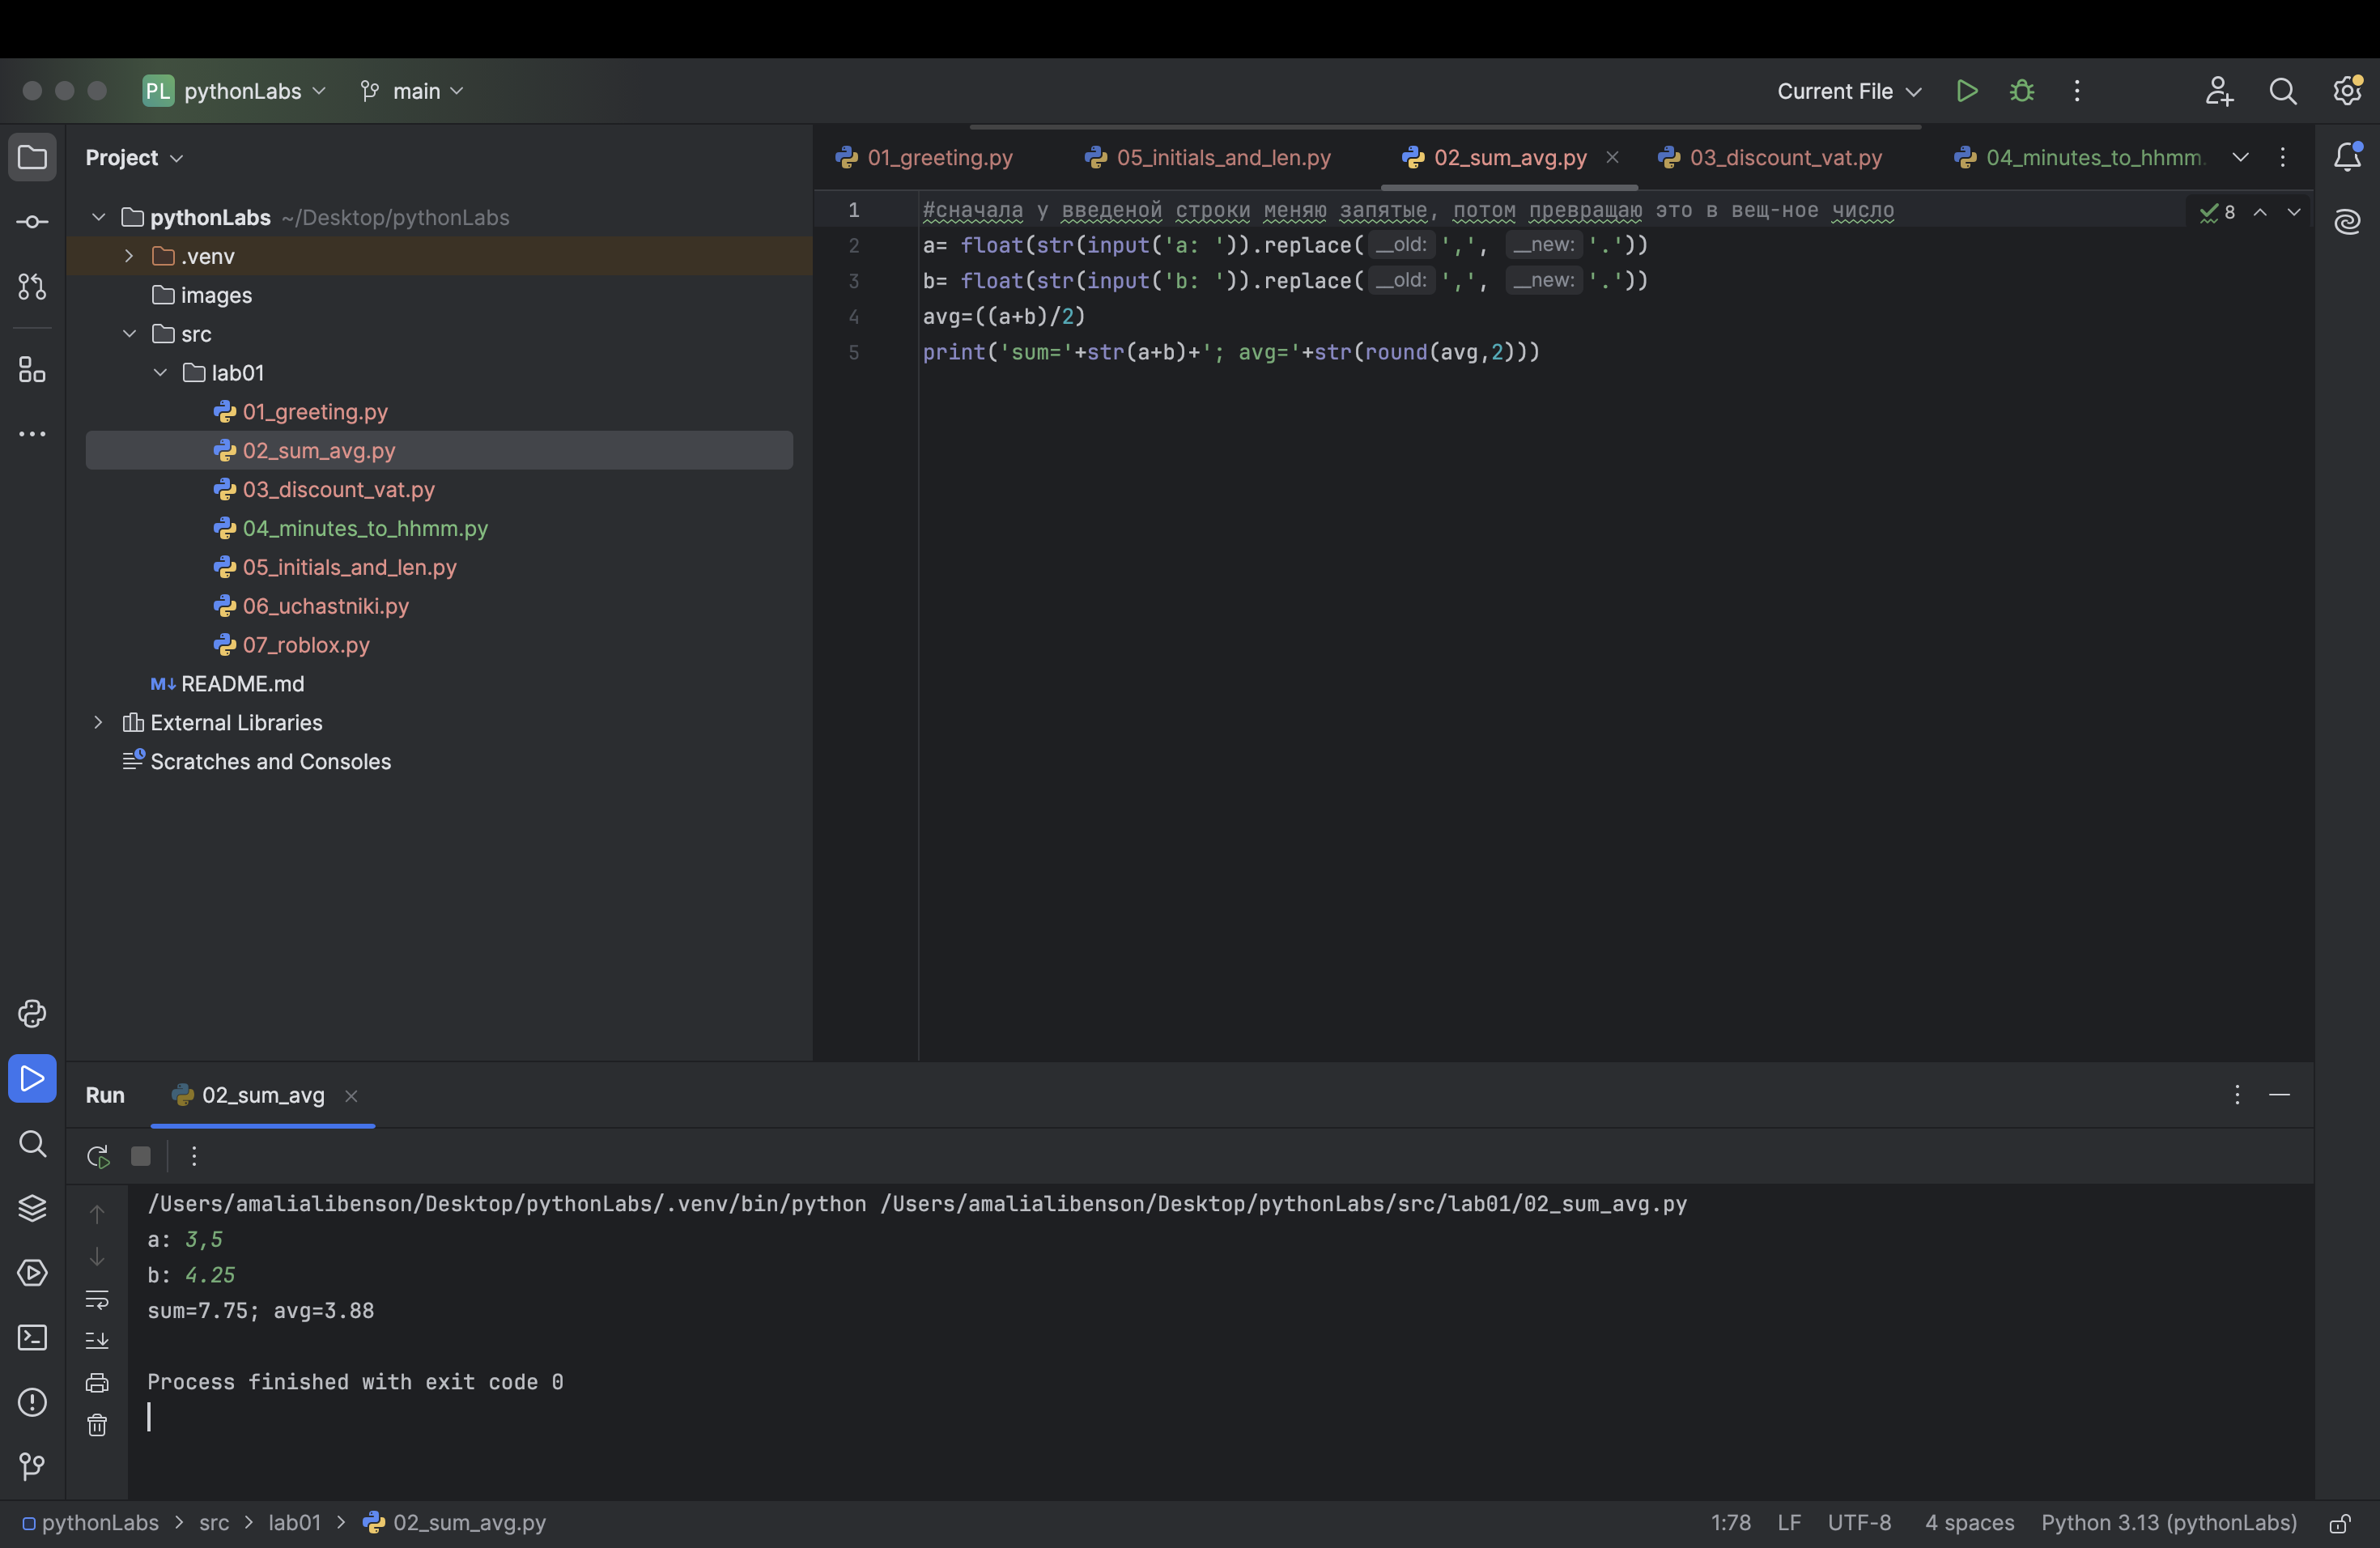 PL pythonLabs main Current File
Project
01_greeting.py 05_initials_and_len.py 02_sum_avg.py 03_discount_vat.py 04_minutes_to_hhmm.
pythonLabs ~/Desktop/pythonLabs
.venv
images
src
lab01
01_greeting.py
02_sum_avg.py
03_discount_vat.py
04_minutes_to_hhmm.py
05_initials_and_len.py
06_uchastniki.py
07_roblox.py
M↓ README.md
External Libraries
Scratches and Consoles
1 #сначала у введеной строки меняю запятые, потом превращаю это в вещ-ное число
8
2 a= float(str(input('a: ')).replace( __old: ',', __new: '.'))
3 b= float(str(input('b: ')).replace( __old: ',', __new: '.'))
4 avg=((a+b)/2)
5 print('sum='+str(a+b)+'; avg='+str(round(avg,2)))
Run 02_sum_avg
/Users/amalialibenson/Desktop/pythonLabs/.venv/bin/python /Users/amalialibenson/Desktop/pythonLabs/src/lab01/02_sum_avg.py
a: 3,5
b: 4.25
sum=7.75; avg=3.88
Process finished with exit code 0
pythonLabs > src > lab01 > 02_sum_avg.py 1:78 LF UTF-8 4 spaces Python 3.13 (pythonLabs)